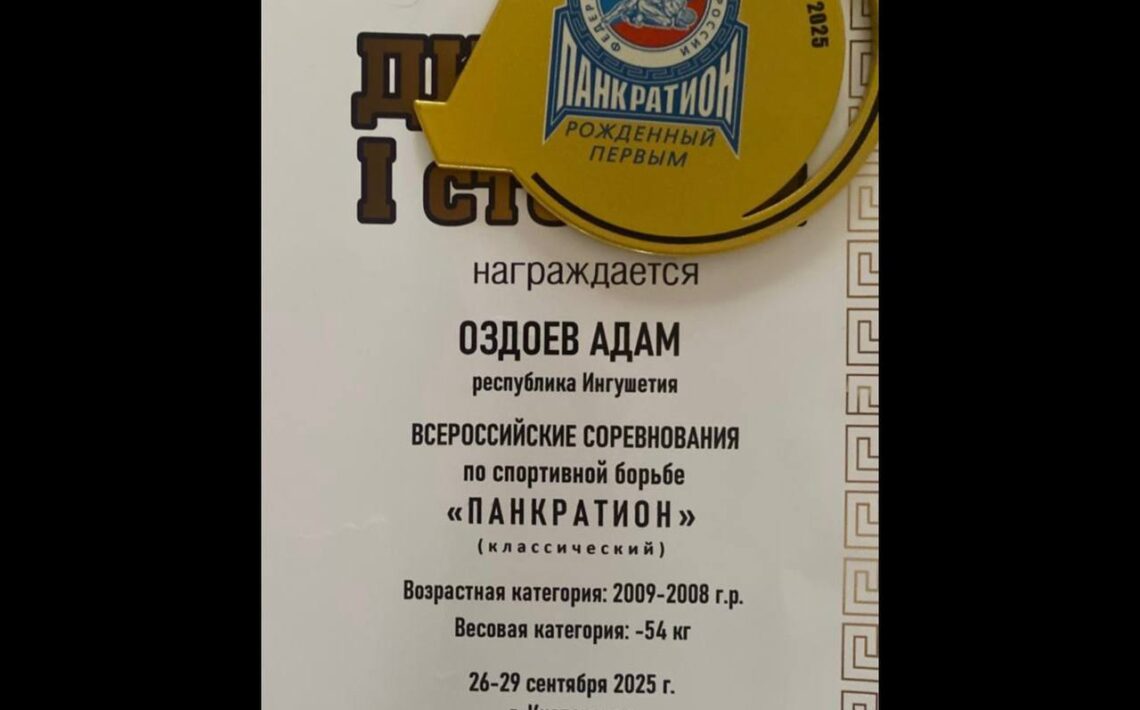 2025
РОССИИ
ПАНКРАТИОН
РОЖДЕННЫЙ
ПЕРВЫМ
I
награждается
ОЗДОЕВ АДАМ
республика Ингушетия
ВСЕРОССИЙСКИЕ СОРЕВНОВАНИЯ
по спортивной борьбе
«ПАНКРАТИОН»
(классический)
Возрастная категория: 2009-2008 г.р.
Весовая категория: -54 кг
26-29 сентября 2025 г.